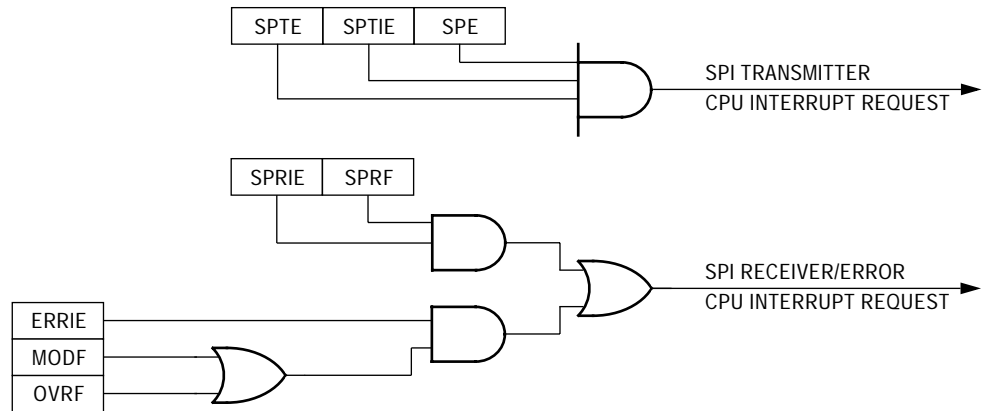 SPTE SPTIE SPE
SPI TRANSMITTER
CPU INTERRUPT REQUEST
SPRIE SPRF
SPI RECEIVER/ERROR
CPU INTERRUPT REQUEST
ERRIE
MODF
OVRF